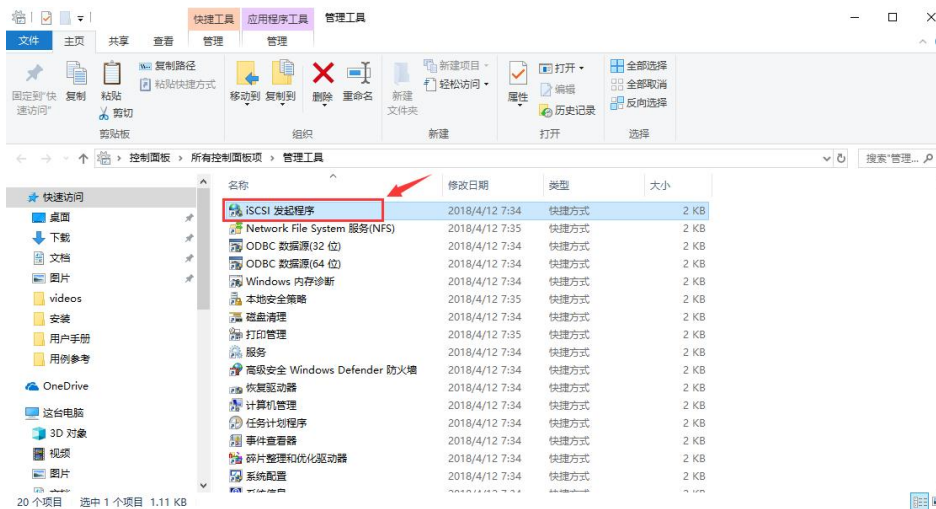 快捷工具 应用程序工具 管理工具
文件 主页 共享 查看 管理 管理
固定到"快速访问"
复制
粘贴
复制路径
粘贴快捷方式
剪切
剪贴板
移动到 复制到 删除 重命名
组织
新建文件夹
新建项目
轻松访问
新建
属性
打开
编辑
历史记录
打开
全部选择
全部取消
反向选择
选择
控制面板 › 所有控制面板项 › 管理工具
搜索"管理...
快速访问
桌面
下载
文档
图片
videos
安装
用户手册
用例参考
OneDrive
这台电脑
3D 对象
视频
图片
名称 修改日期 类型 大小
iSCSI 发起程序 2018/4/12 7:34 快捷方式 2 KB
Network File System 服务(NFS) 2018/4/12 7:35 快捷方式 2 KB
ODBC 数据源(32 位) 2018/4/12 7:34 快捷方式 2 KB
ODBC 数据源(64 位) 2018/4/12 7:34 快捷方式 2 KB
Windows 内存诊断 2018/4/12 7:34 快捷方式 2 KB
本地安全策略 2018/4/12 7:35 快捷方式 2 KB
磁盘清理 2018/4/12 7:34 快捷方式 2 KB
打印管理 2018/4/12 7:35 快捷方式 2 KB
服务 2018/4/12 7:34 快捷方式 2 KB
高级安全 Windows Defender 防火墙 2018/4/12 7:34 快捷方式 2 KB
恢复驱动器 2018/4/12 7:34 快捷方式 2 KB
计算机管理 2018/4/12 7:34 快捷方式 2 KB
任务计划程序 2018/4/12 7:34 快捷方式 2 KB
事件查看器 2018/4/12 7:34 快捷方式 2 KB
碎片整理和优化驱动器 2018/4/12 7:34 快捷方式 2 KB
系统配置 2018/4/12 7:34 快捷方式 2 KB
20 个项目 选中 1 个项目 1.11 KB